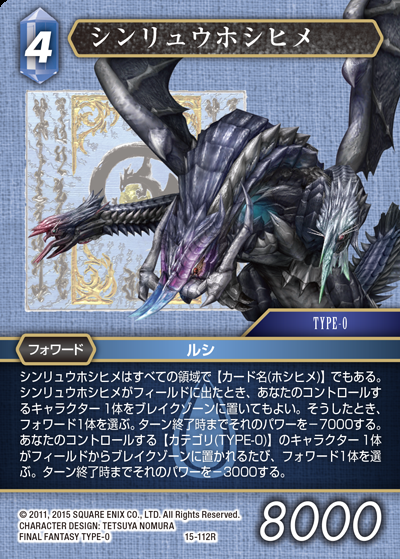 4
シンリュウホシヒメ
TYPE-0
フォワード
ルシ
シンリュウホシヒメはすべての領域で【カード名(ホシヒメ)】でもある。
シンリュウホシヒメがフィールドに出たとき、あなたのコントロールす
るキャラクター1体をブレイクゾーンに置いてもよい。そうしたとき、
フォワード1体を選ぶ。ターン終了時までそれのパワーを-7000する。
あなたのコントロールする【カテゴリ(TYPE-0)】のキャラクター1体
がフィールドからブレイクゾーンに置かれるたび、フォワード1体を選
ぶ。ターン終了時までそれのパワーを-3000する。
© 2011, 2015 SQUARE ENIX CO., LTD. All Rights Reserved.
CHARACTER DESIGN: TETSUYA NOMURA
FINAL FANTASY TYPE-0
15-112R
8000